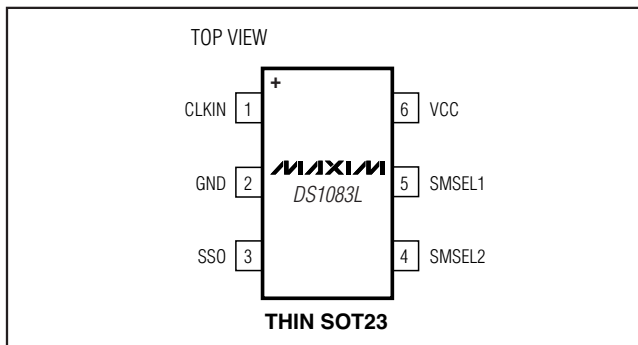 TOP VIEW
+
CLKIN 1 6 VCC
MAXIM
DS1083L
GND 2 5 SMSEL1
SSO 3 4 SMSEL2
THIN SOT23